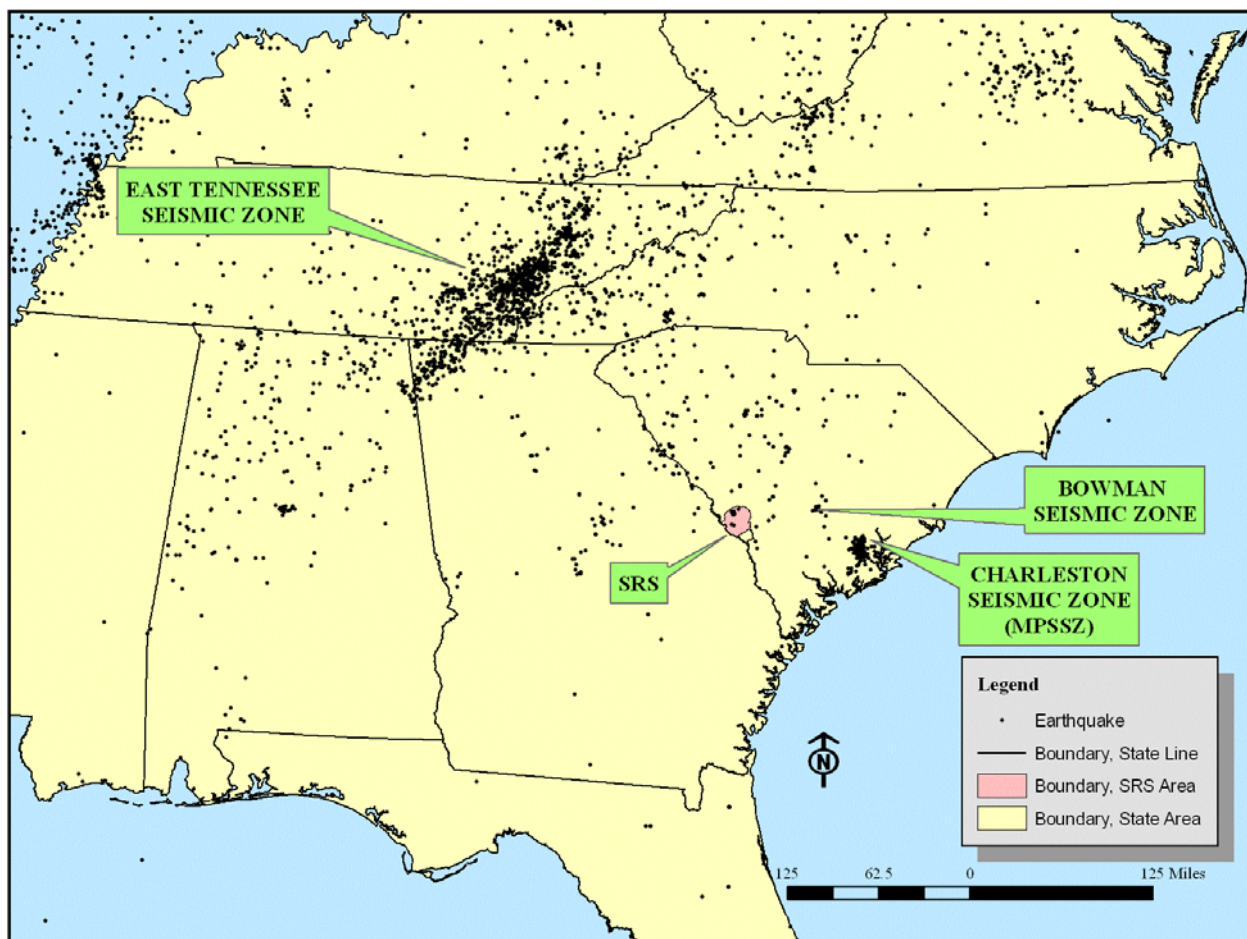 EAST TENNESSEE
SEISMIC ZONE
BOWMAN
SEISMIC ZONE
SRS
CHARLESTON
SEISMIC ZONE
(MPSSZ)
Legend
Earthquake
Boundary, State Line
Boundary, SRS Area
Boundary, State Area
N
125 62.5 0 125 Miles